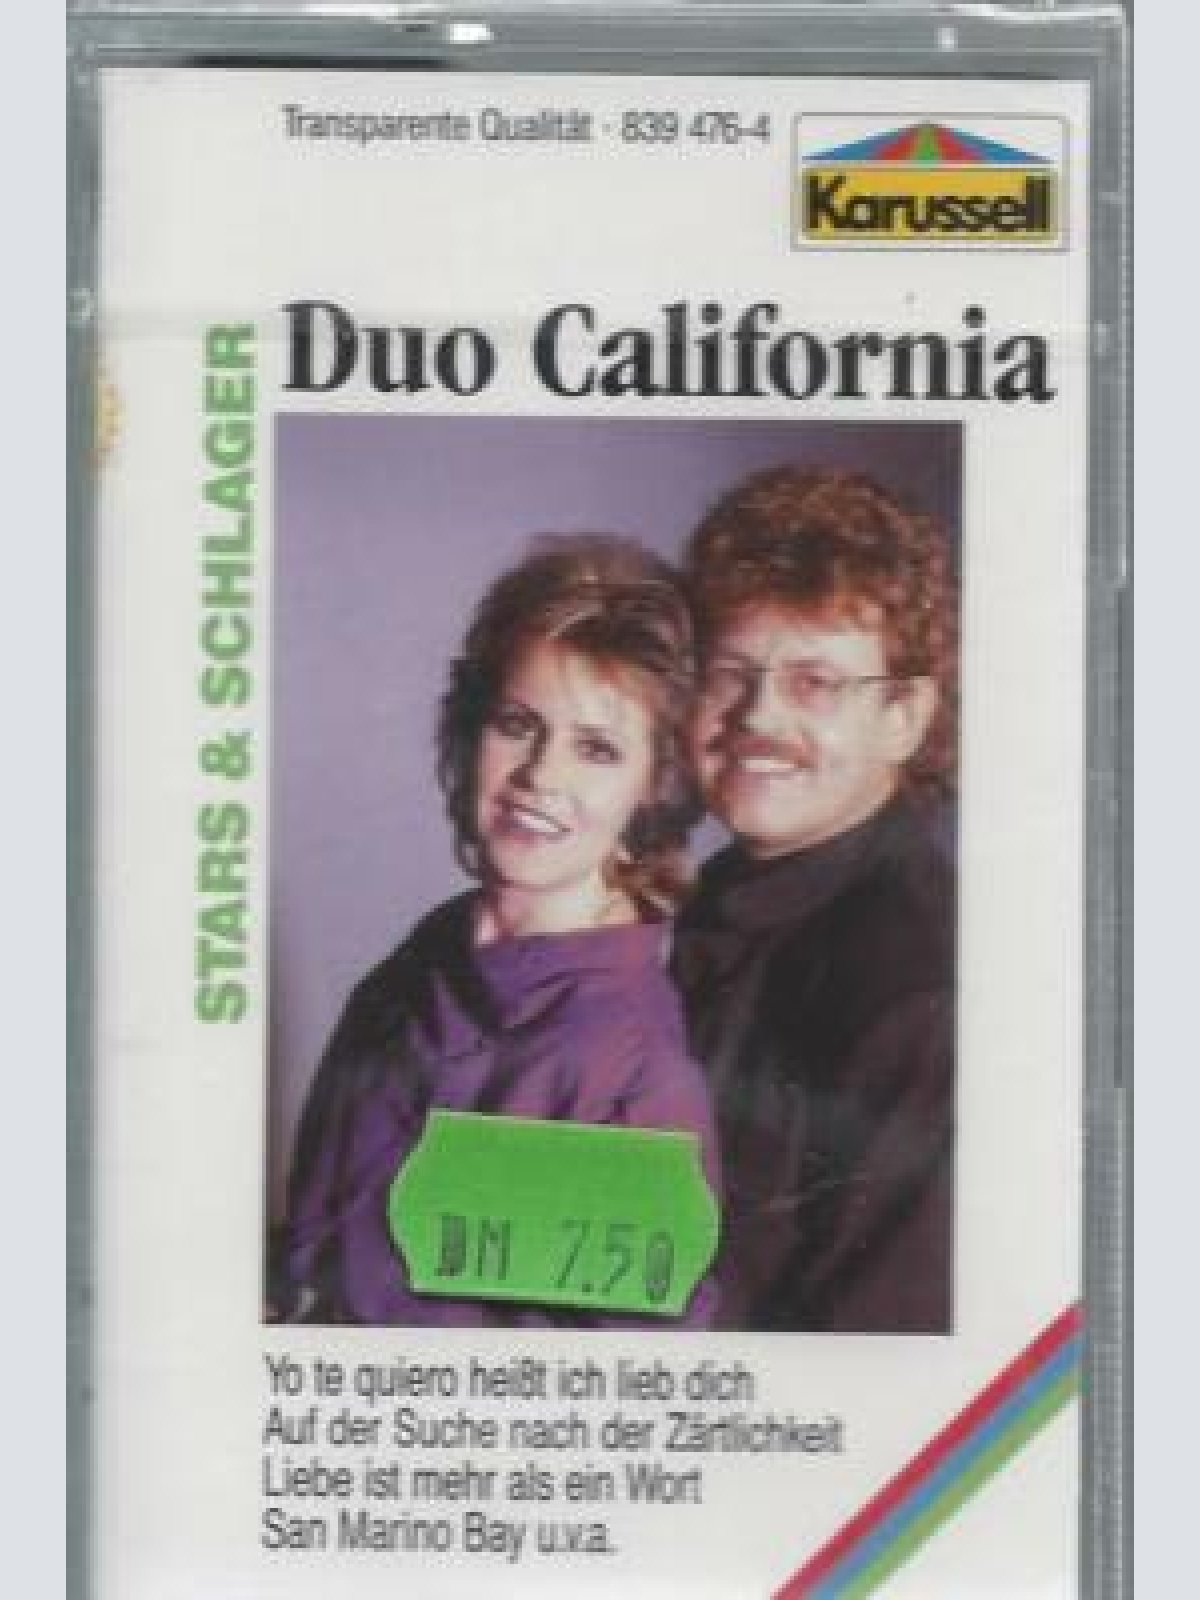 Transparente Qualität · 839 476-4
Karussell
Duo California
STARS & SCHLAGER
DM 7.50
Yo te quiero heißt ich lieb dich
Auf der Suche nach der Zärtlichkeit
Liebe ist mehr als ein Wort
San Marino Bay u.v.a.